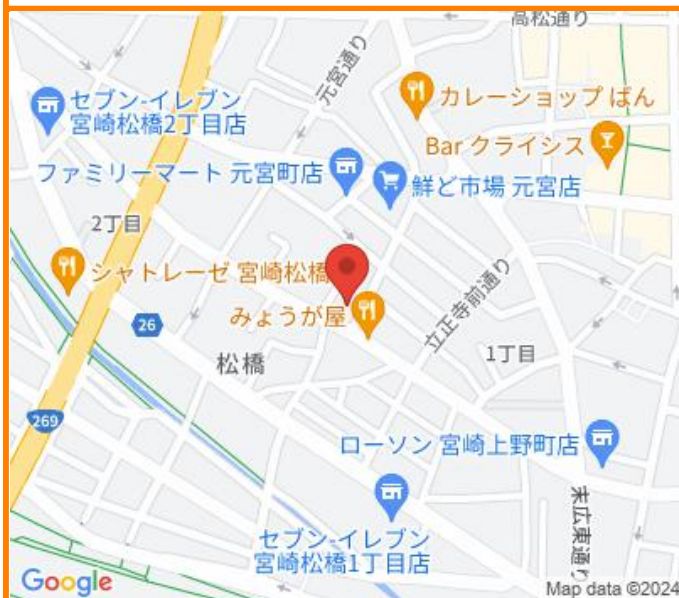 高松通り
元宮通り
セブン-イレブン
宮崎松橋2丁目店
カレーショップ ばん
Bar クライシス
ファミリーマート 元宮町店
鮮ど市場 元宮店
2丁目
シャトレーゼ 宮崎松橋
みょうが屋
立正寺前通り
26
松橋
1丁目
269
ローソン 宮崎上野町店
セブン-イレブン
宮崎松橋1丁目店
末広東通り
Google
Map data ©2024